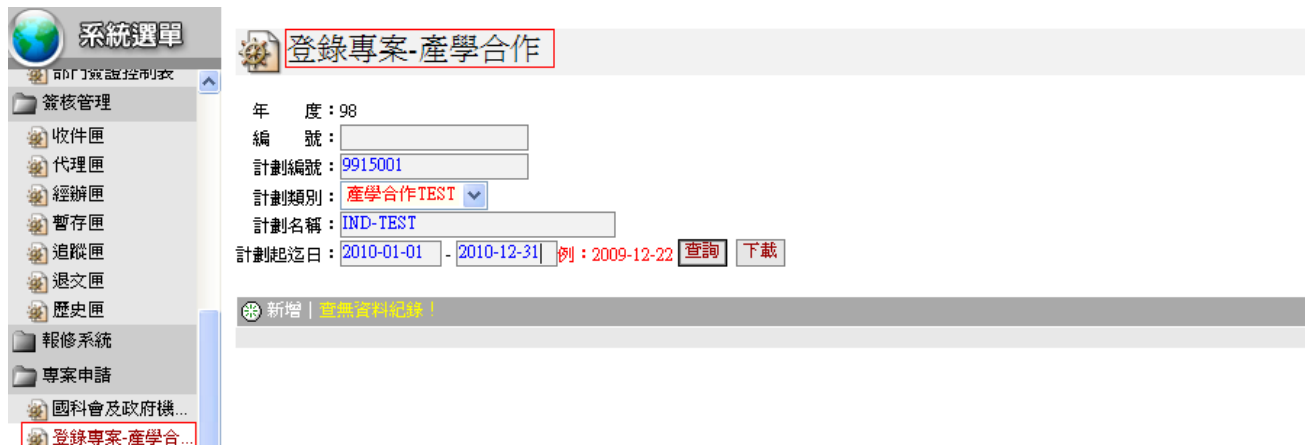 系統選單
部門簽證控制表
簽核管理
收件匣
代理匣
經辦匣
暫存匣
追蹤匣
退文匣
歷史匣
報修系統
專案申請
國科會及政府機...
登錄專案-產學合...
登錄專案-產學合作
年　　度：98
編　　號：
計劃編號：9915001
計劃類別：產學合作TEST
計劃名稱：IND-TEST
計劃起迄日：2010-01-01 - 2010-12-31 例：2009-12-22 查詢 下載
新增|查無資料紀錄！